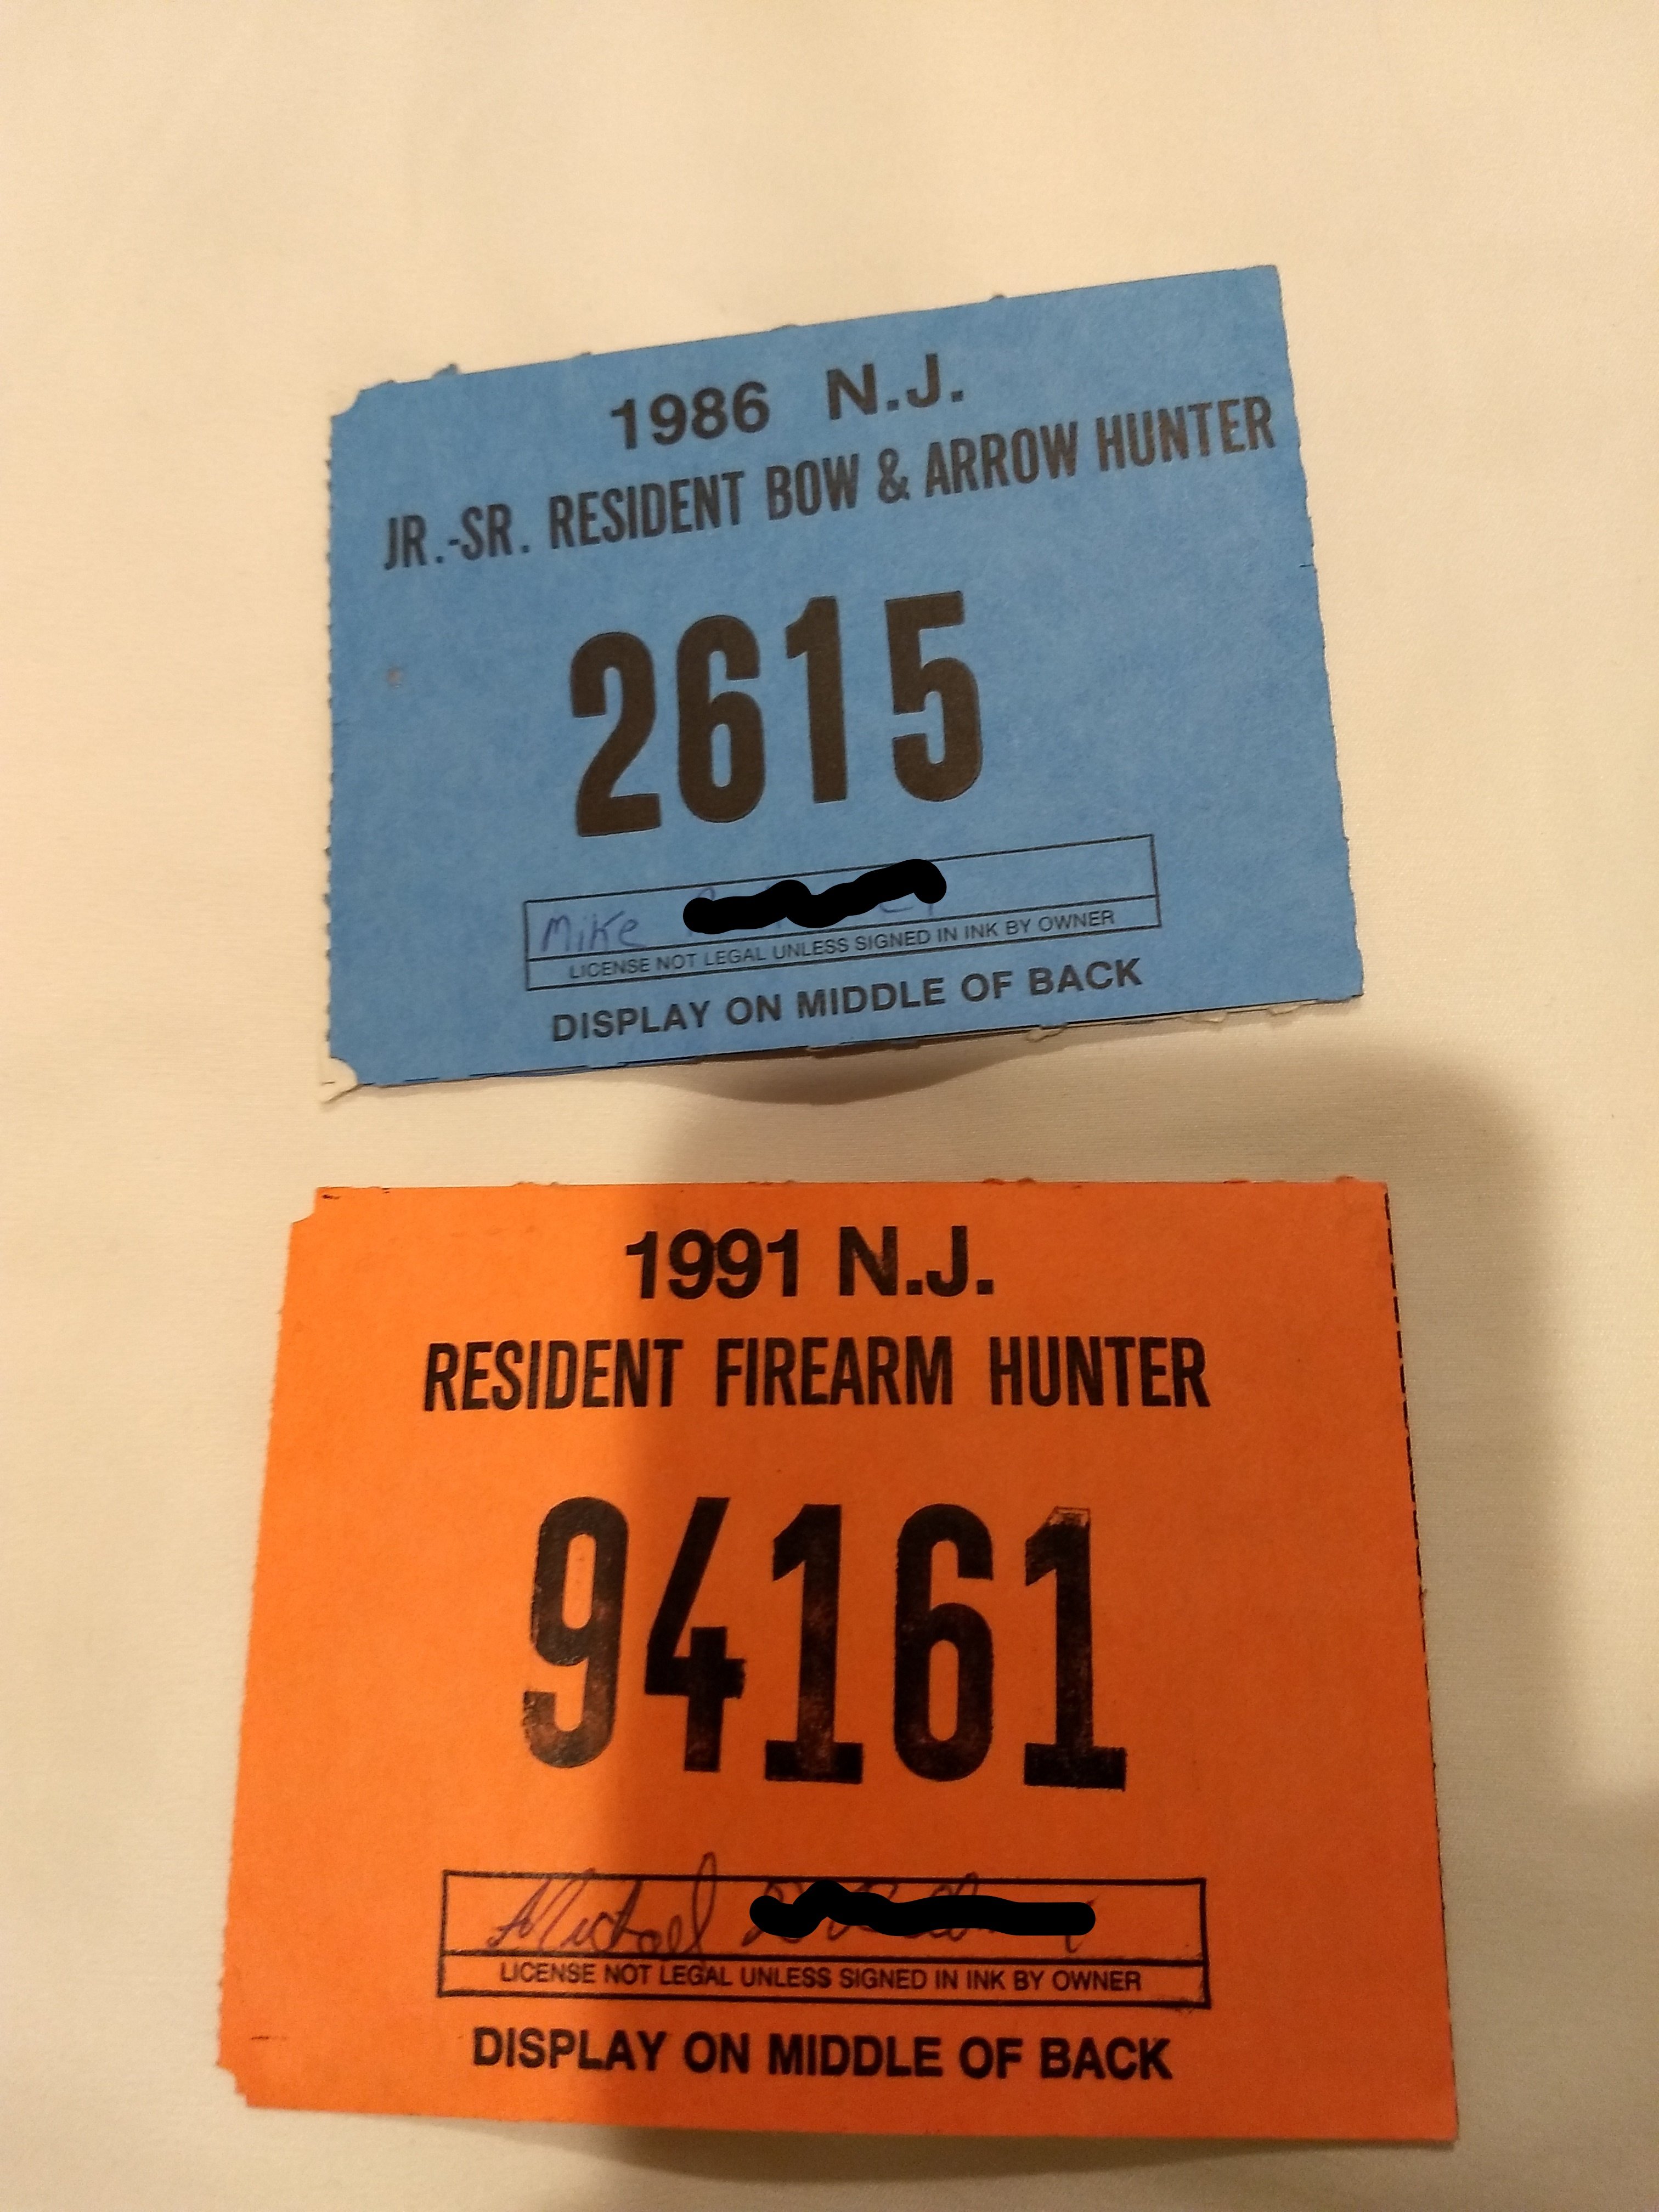 1986 N.J.
JR.-SR. RESIDENT BOW & ARROW HUNTER
2615
Mike
LICENSE NOT LEGAL UNLESS SIGNED IN INK BY OWNER
DISPLAY ON MIDDLE OF BACK
1991 N.J.
RESIDENT FIREARM HUNTER
94161
Michael
LICENSE NOT LEGAL UNLESS SIGNED IN INK BY OWNER
DISPLAY ON MIDDLE OF BACK